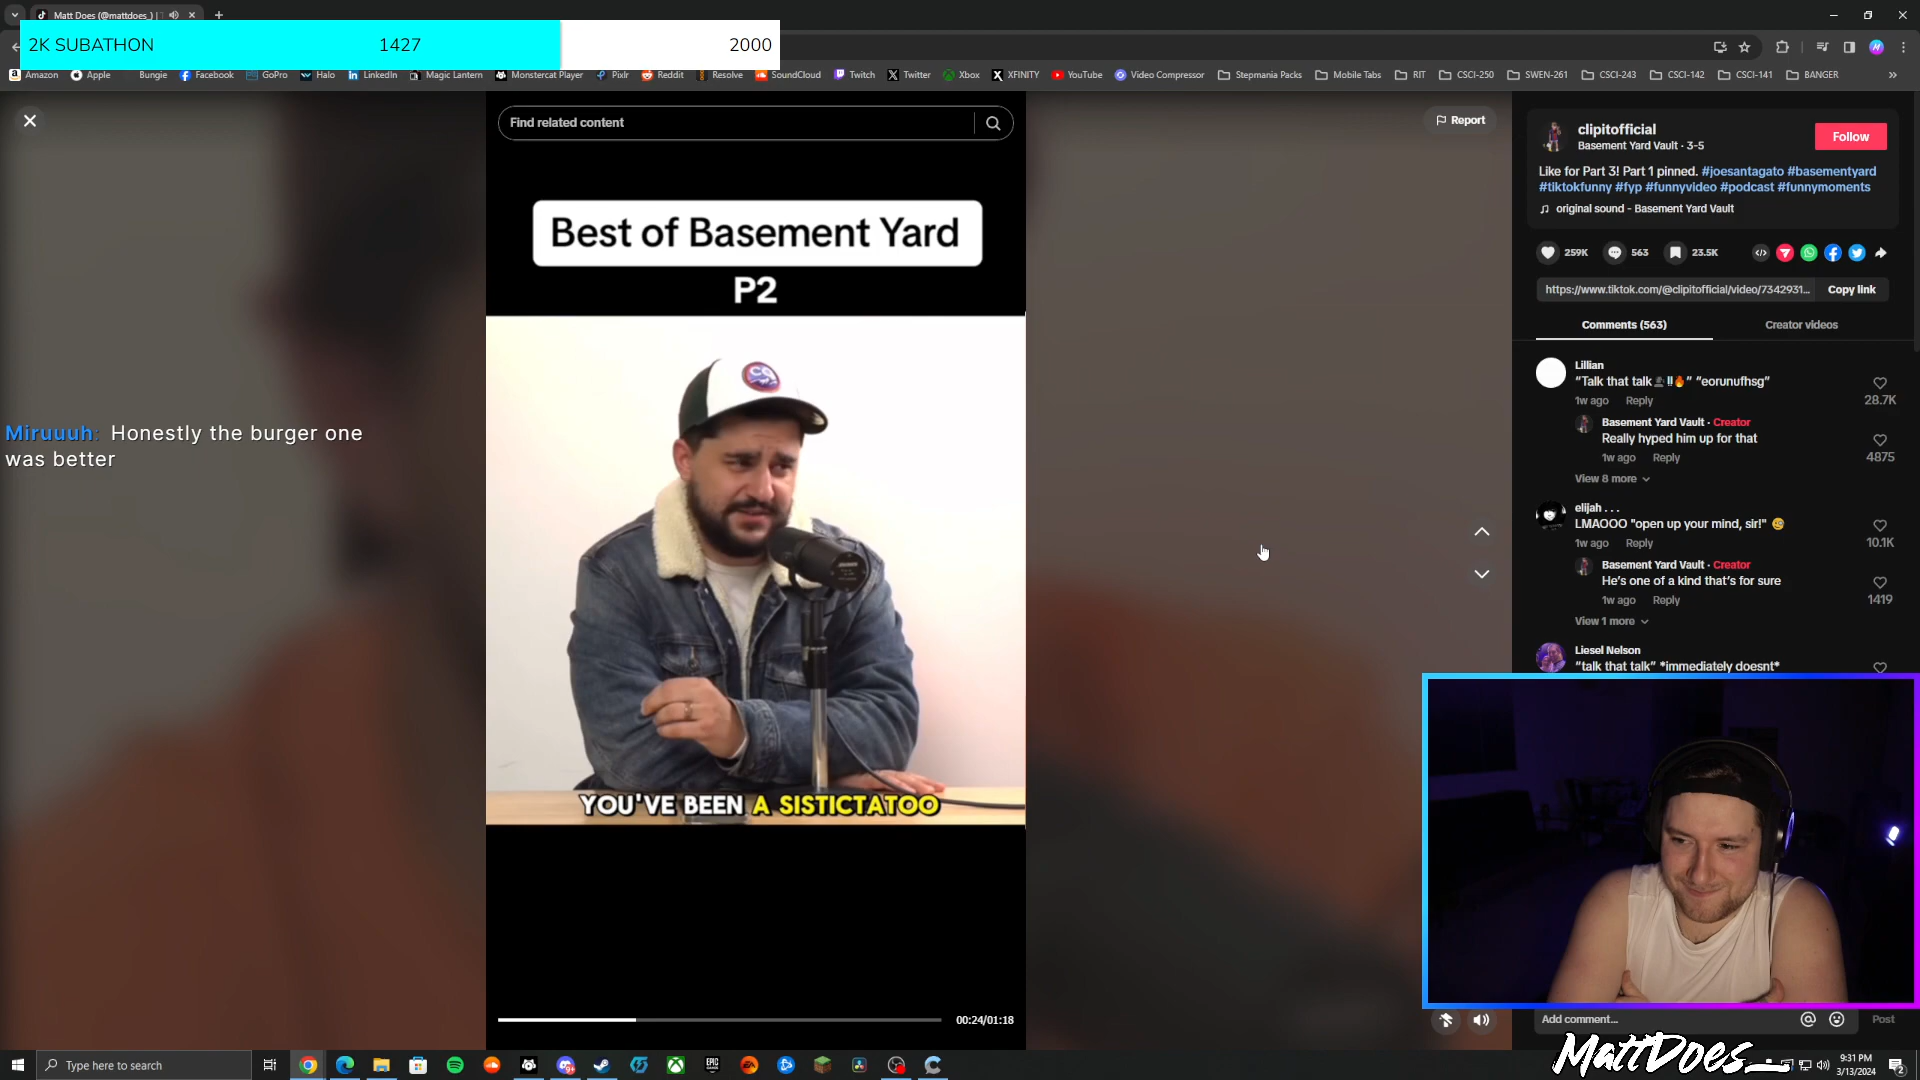 Matt Does (@mattdoes_) | T
2K SUBATHON 1427 2000
Amazon Apple Bungie Facebook GoPro Halo LinkedIn Magic Lantern Monstercat Player Pixlr Reddit Resolve SoundCloud Twitch Twitter Xbox XFINITY YouTube Video Compressor Stepmania Packs Mobile Tabs RIT CSCI-250 SWEN-261 CSCI-243 CSCI-142 CSCI-141 BANGER
Find related content
Report
Best of Basement Yard
P2
Miruuuh: Honestly the burger one
was better
YOU'VE BEEN A SISTICTATOO
00:24/01:18
clipitofficial
Basement Yard Vault · 3-5
Follow
Like for Part 3! Part 1 pinned. #joesantagato #basementyard
#tiktokfunny #fyp #funnyvideo #podcast #funnymoments
original sound - Basement Yard Vault
259K 563 23.5K
https://www.tiktok.com/@clipitofficial/video/7342931... Copy link
Comments (563) Creator videos
Lillian
“Talk that talk‼️🔥” “eorunufhsg”
1w ago Reply 28.7K
Basement Yard Vault · Creator
Really hyped him up for that
1w ago Reply 4875
View 8 more
elijah . . .
LMAOOO "open up your mind, sir!"
1w ago Reply 10.1K
Basement Yard Vault · Creator
He's one of a kind that's for sure
1w ago Reply 1419
View 1 more
Liesel Nelson
“talk that talk” *immediately doesnt*
Add comment... Post
MattDoes_
Type here to search
9:31 PM
3/13/2024